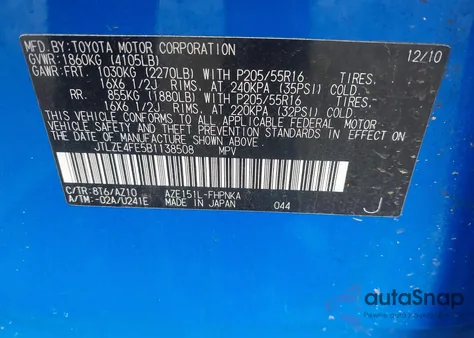 MFD.BY: TOYOTA MOTOR CORPORATION 12/10
GVWR: 1860KG (4105LB)
GAWR: FRT. 1030KG (2270LB) WITH P205/55R16 TIRES.
16X6 1/2J RIMS, AT 240KPA (35PSI) COLD
RR. 855KG (1880LB) WITH P205/55R16 TIRES.
16X6 1/2J RIMS, AT 220KPA (32PSI) COLD
THIS VEHICLE CONFORMS TO ALL APPLICABLE FEDERAL MOTOR
VEHICLE SAFETY STANDARDS IN EFFECT ON THE DATE
OF MANUFACTURE SHOWN ABOVE.
JTLZE4FE5B1138508 MPV
C/TR: 8T6/AZ10 AZE151L-FHPNKA
A/TM: -02A/U241E MADE IN JAPAN 044 J
autoSnap
Powered by CarsFromWest